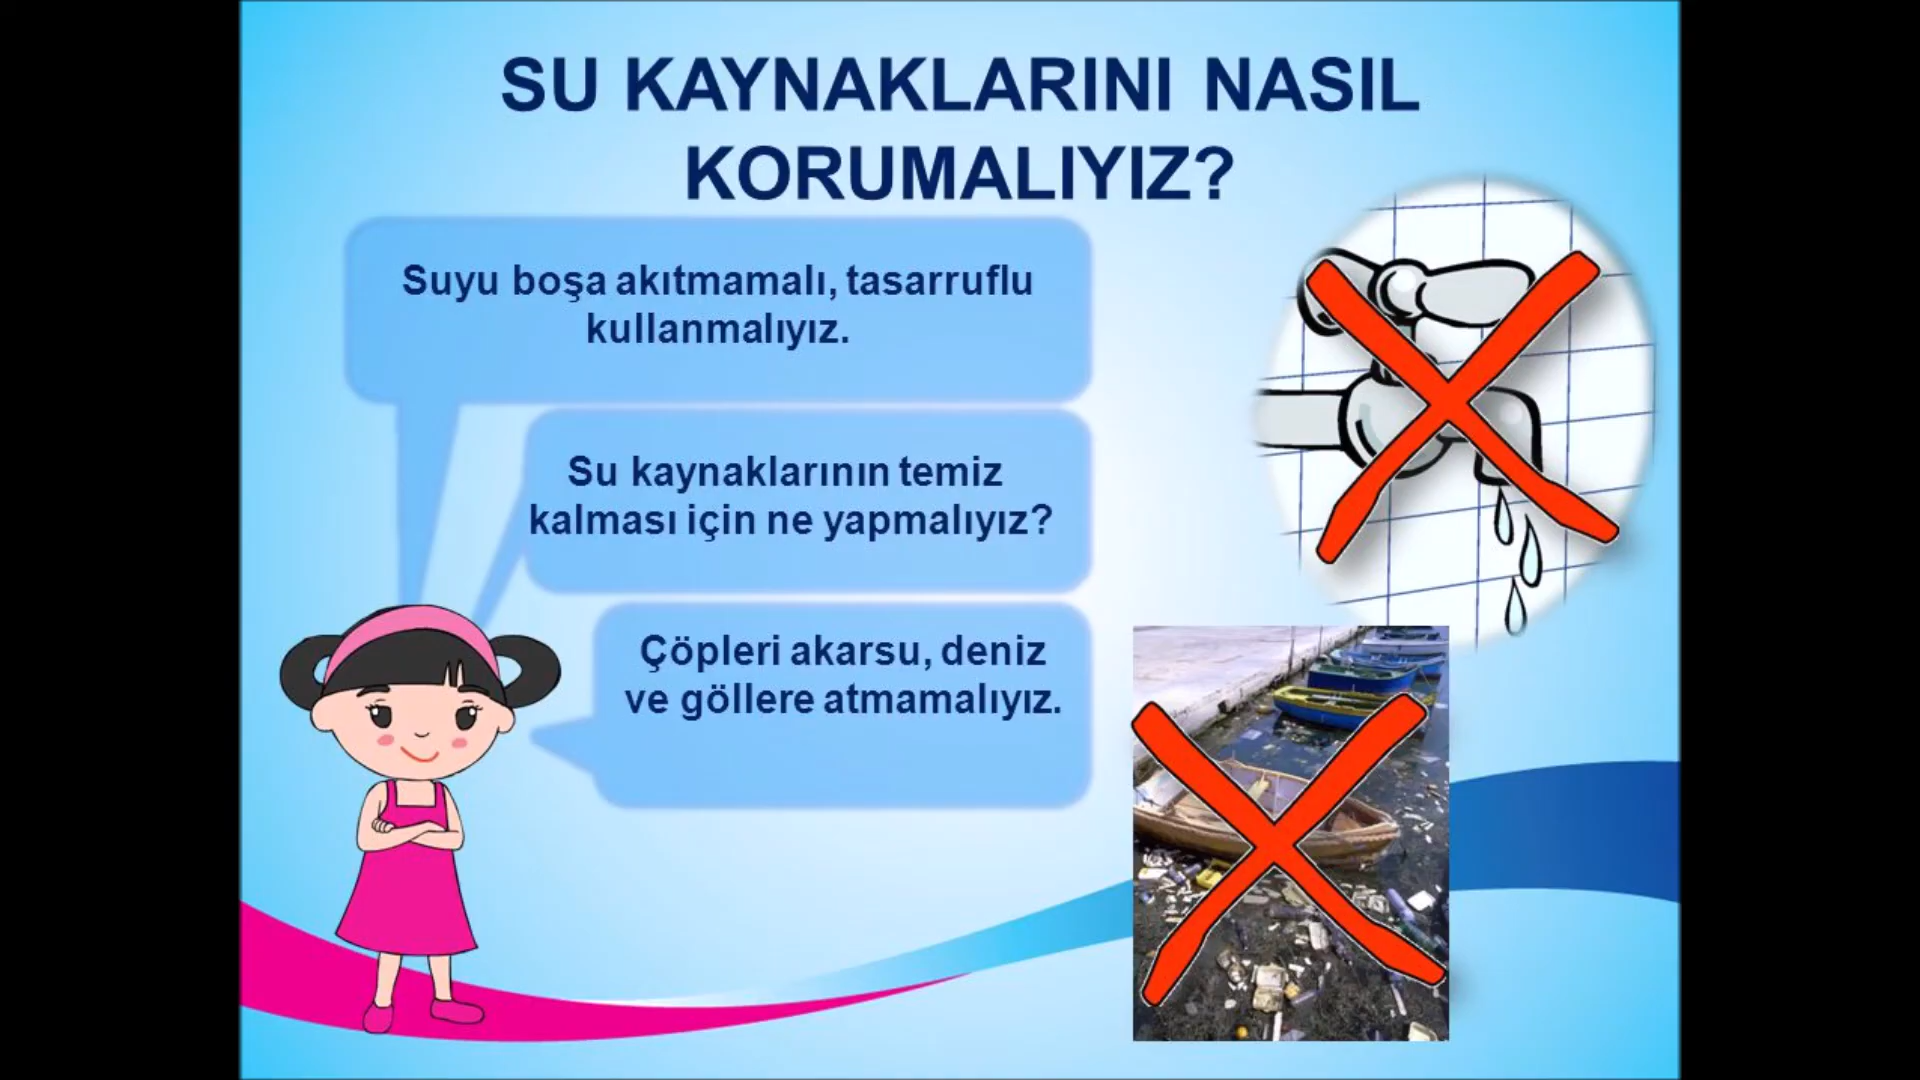 SU KAYNAKLARINI NASIL
KORUMALIYIZ?
Suyu boşa akıtmamalı, tasarruflu
kullanmalıyız.
Su kaynaklarının temiz
kalması için ne yapmalıyız?
Çöpleri akarsu, deniz
ve göllere atmamalıyız.